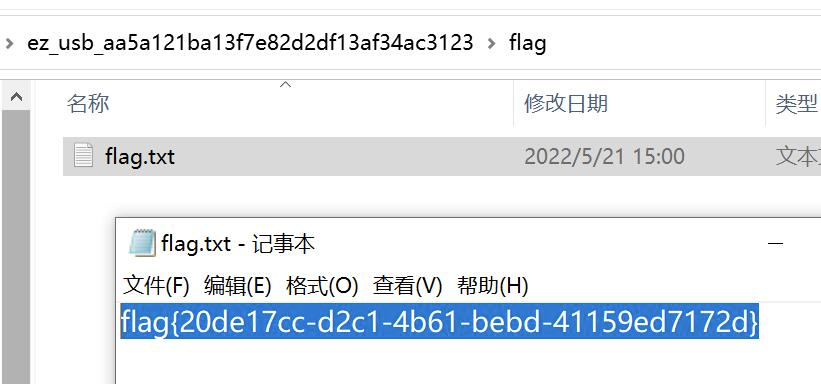 ez_usb_aa5a121ba13f7e82d2df13af34ac3123 flag
名称 修改日期 类型
flag.txt 2022/5/21 15:00 文本
flag.txt - 记事本
文件(F) 编辑(E) 格式(O) 查看(V) 帮助(H)
flag{20de17cc-d2c1-4b61-bebd-41159ed7172d}